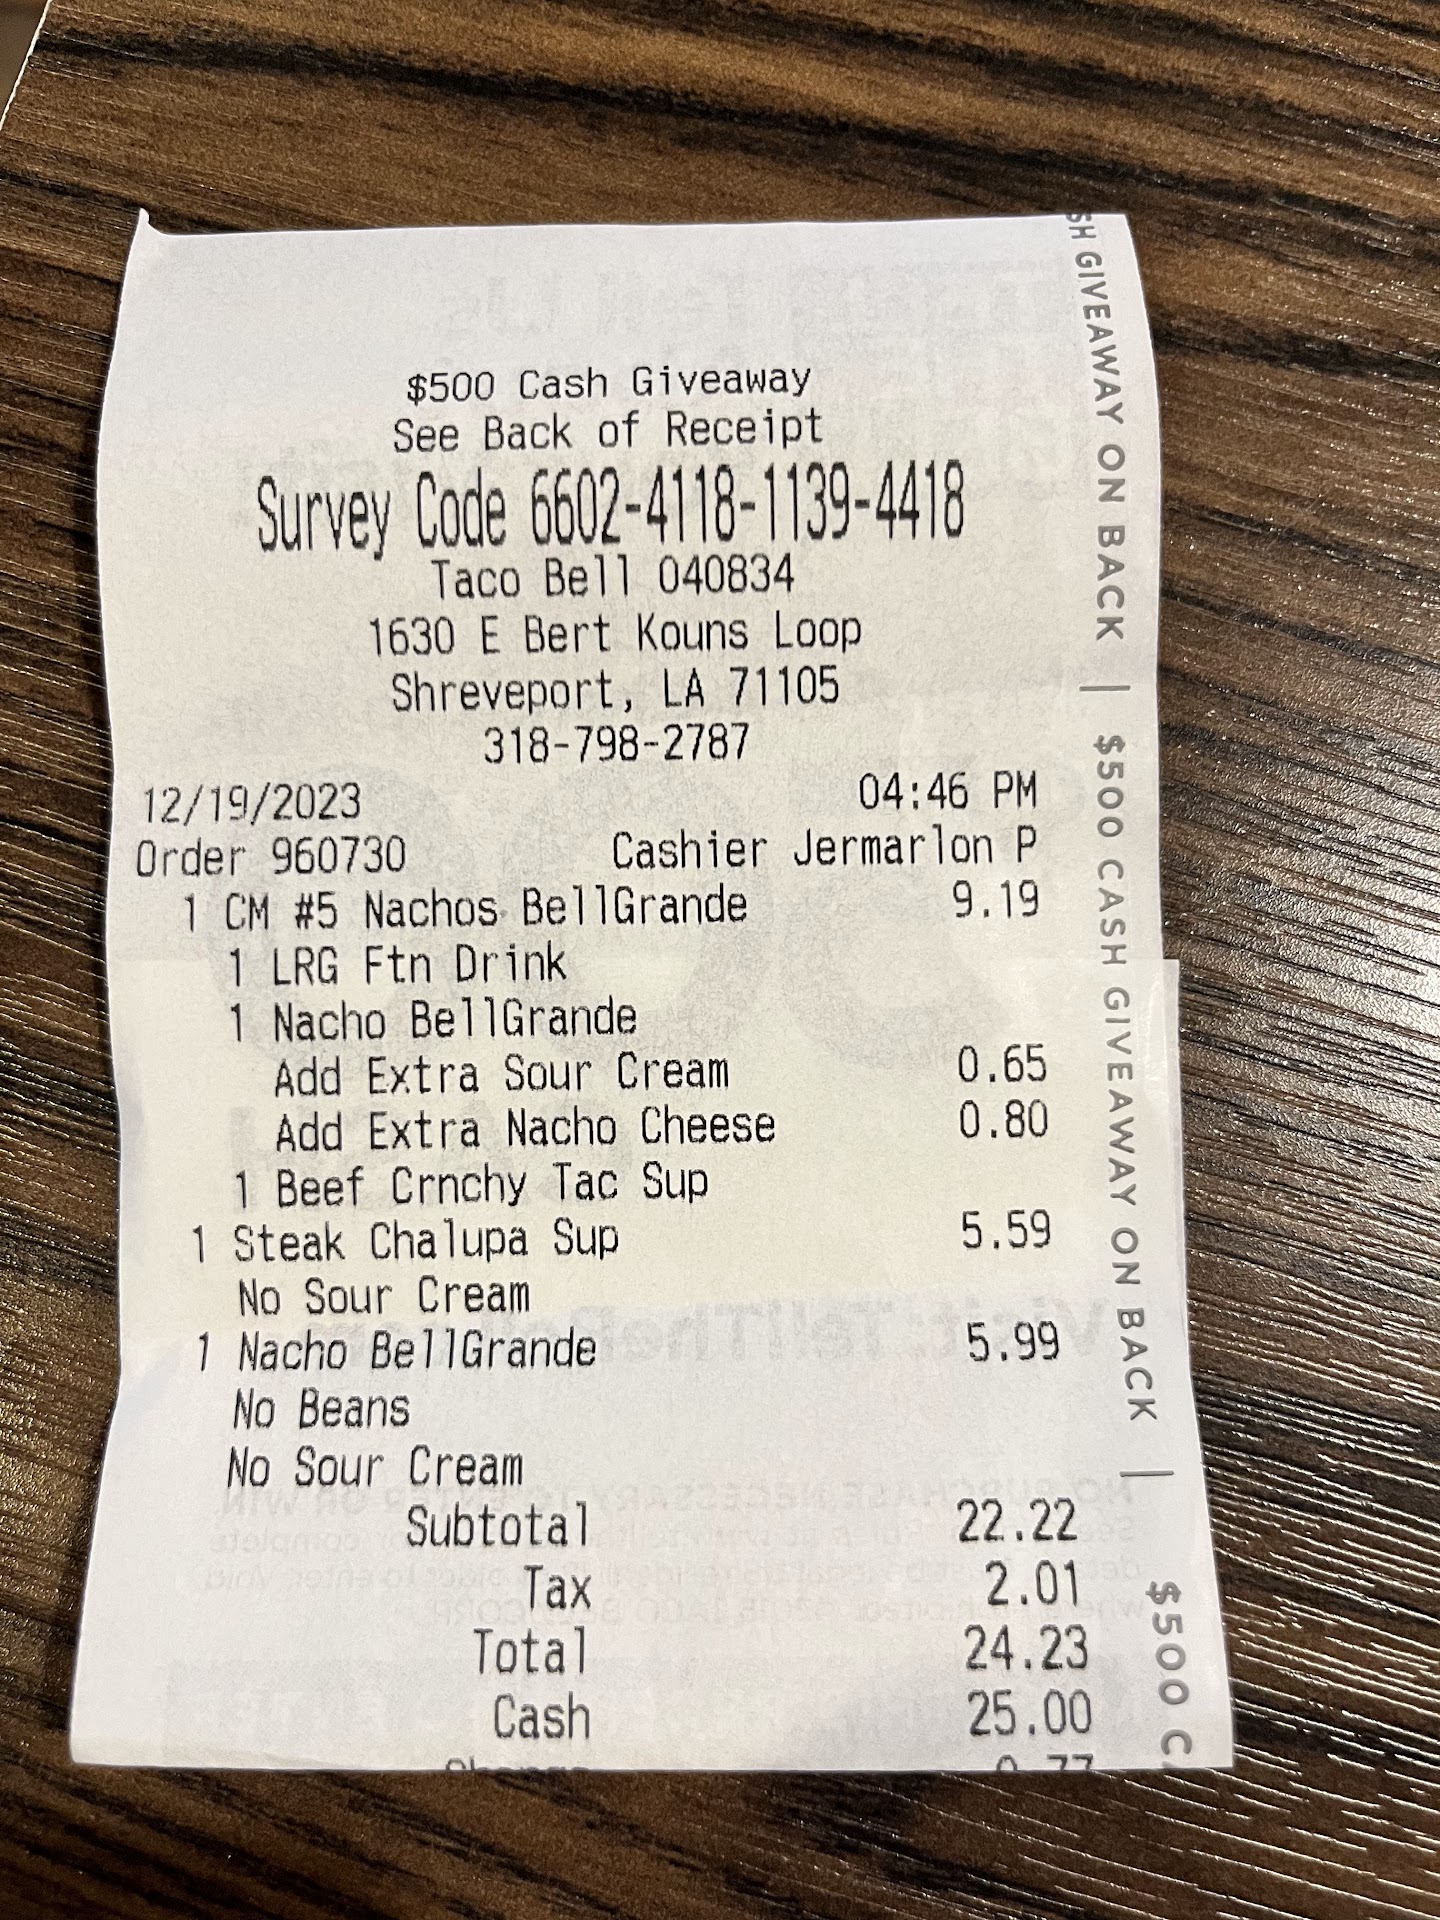 $500 Cash Giveaway
See Back of Receipt
Survey Code 6602-4118-1139-4418
Taco Bell 040834
1630 E Bert Kouns Loop
Shreveport, LA 71105
318-798-2787
12/19/2023 04:46 PM
Order 960730 Cashier Jermarlon P
1 CM #5 Nachos BellGrande 9.19
1 LRG Ftn Drink
1 Nacho BellGrande
Add Extra Sour Cream 0.65
Add Extra Nacho Cheese 0.80
1 Beef Crnchy Tac Sup
1 Steak Chalupa Sup 5.59
No Sour Cream
1 Nacho BellGrande 5.99
No Beans
No Sour Cream
Subtotal 22.22
Tax 2.01
Total 24.23
Cash 25.00
Change 0.77
SH GIVEAWAY ON BACK | $500 CASH GIVEAWAY ON BACK | $500 CA